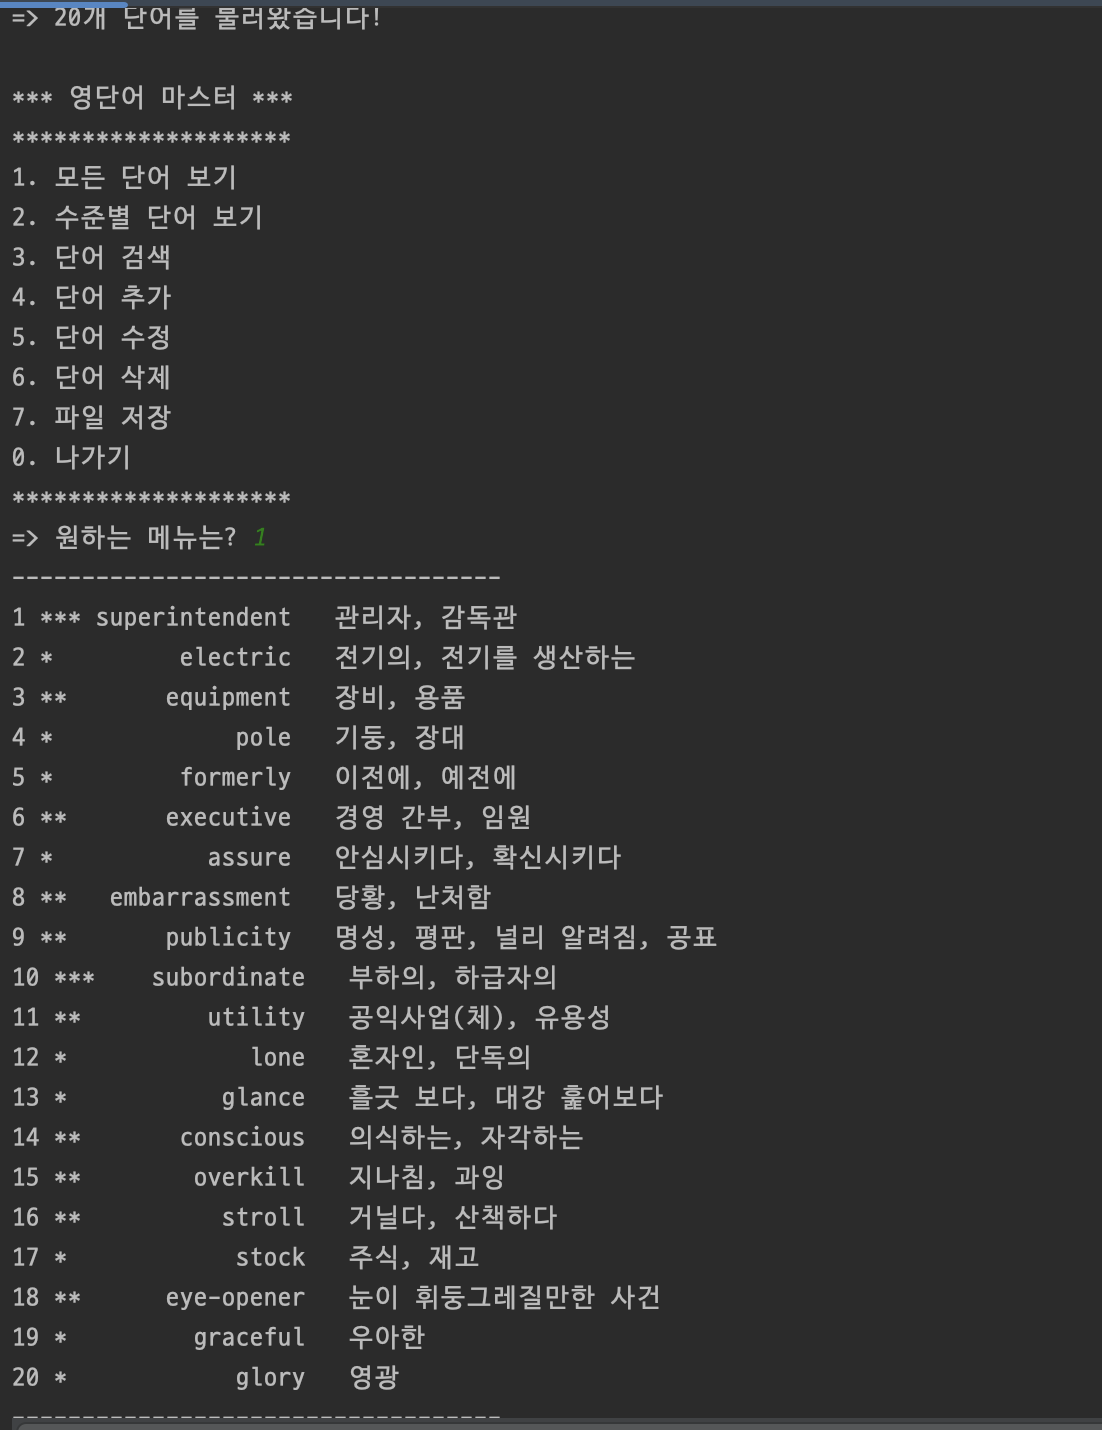 => 20개 단어를 불러왔습니다!
*** 영단어 마스터 ***
********************
1. 모든 단어 보기
2. 수준별 단어 보기
3. 단어 검색
4. 단어 추가
5. 단어 수정
6. 단어 삭제
7. 파일 저장
0. 나가기
********************
=> 원하는 메뉴는? 1
-----------------------------------
1 *** superintendent   관리자, 감독관
2 *         electric   전기의, 전기를 생산하는
3 **       equipment   장비, 용품
4 *             pole   기둥, 장대
5 *         formerly   이전에, 예전에
6 **       executive   경영 간부, 임원
7 *           assure   안심시키다, 확신시키다
8 **   embarrassment   당황, 난처함
9 **       publicity   명성, 평판, 널리 알려짐, 공표
10 ***    subordinate   부하의, 하급자의
11 **         utility   공익사업(체), 유용성
12 *             lone   혼자인, 단독의
13 *           glance   흘긋 보다, 대강 훑어보다
14 **       conscious   의식하는, 자각하는
15 **        overkill   지나침, 과잉
16 **          stroll   거닐다, 산책하다
17 *            stock   주식, 재고
18 **      eye-opener   눈이 휘둥그레질만한 사건
19 *         graceful   우아한
20 *            glory   영광
-----------------------------------